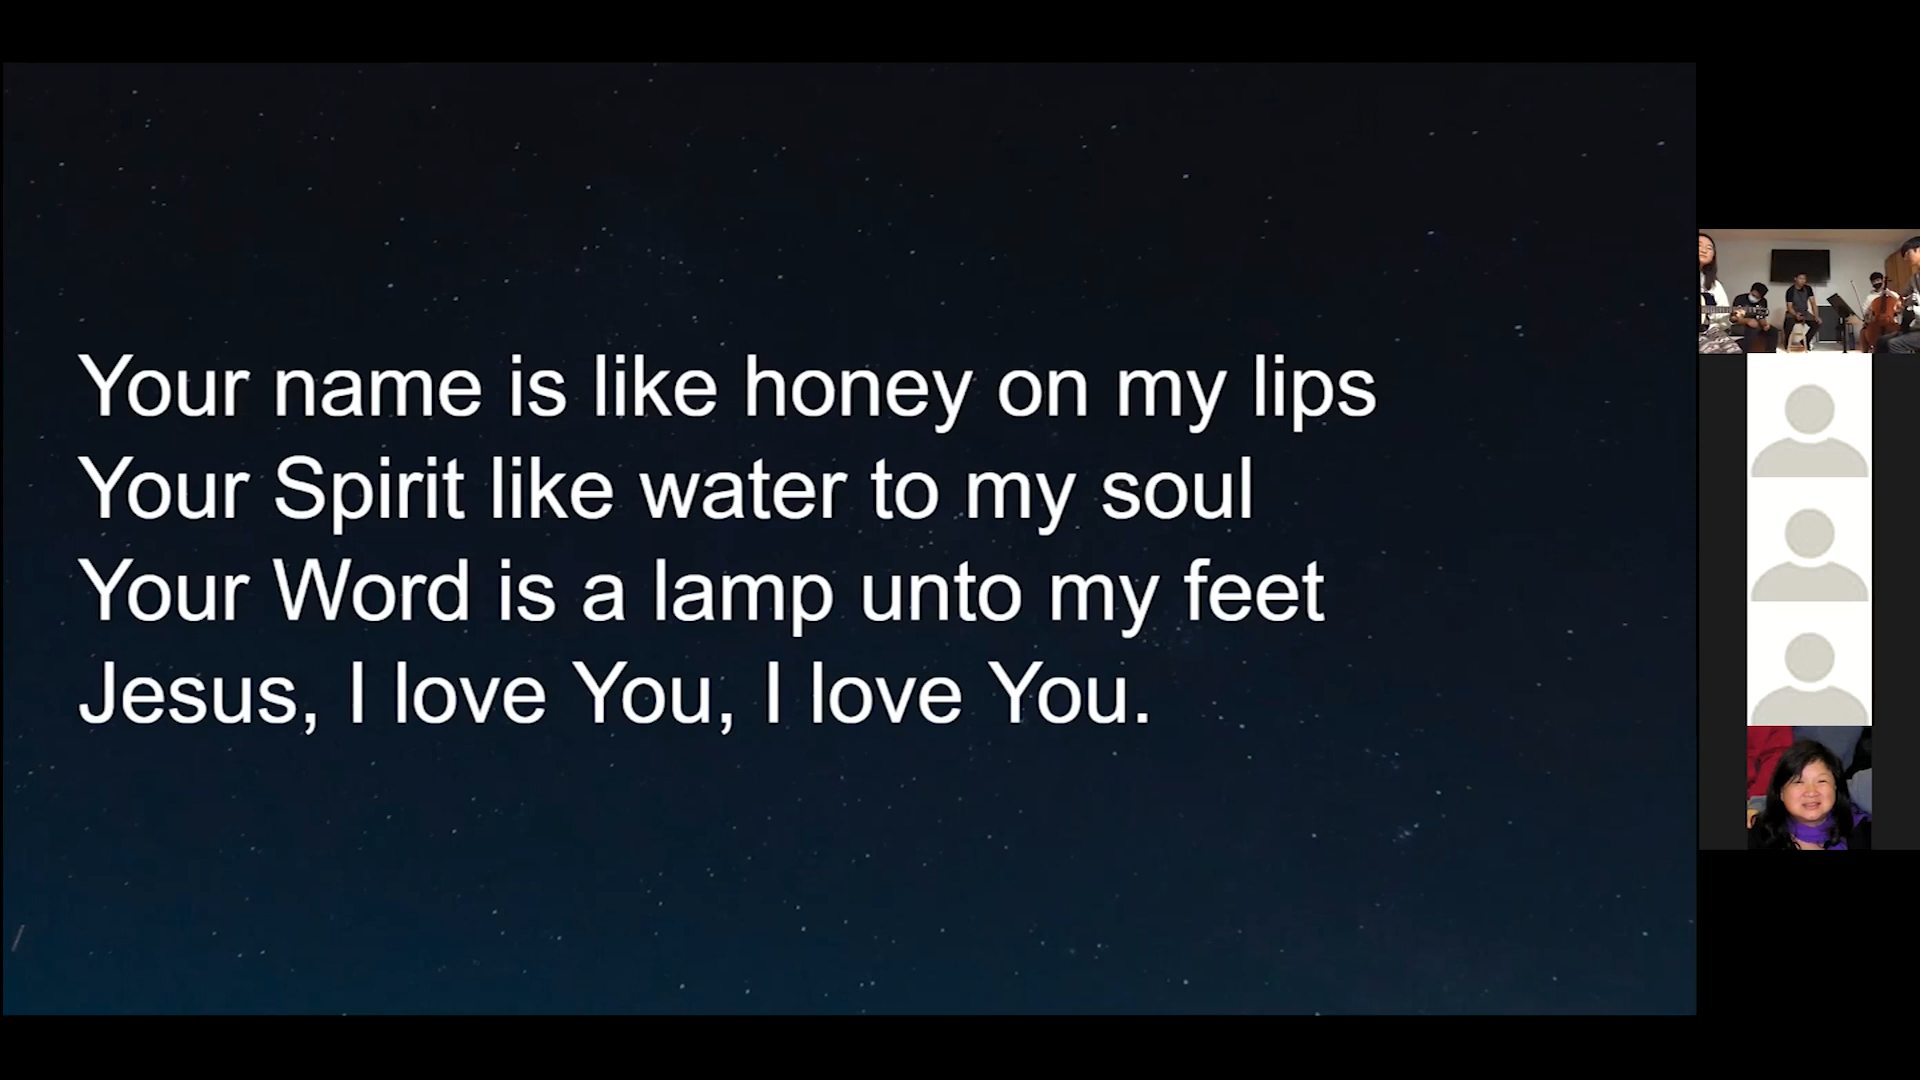 Your name is like honey on my lips
Your Spirit like water to my soul
Your Word is a lamp unto my feet
Jesus, I love You, I love You.